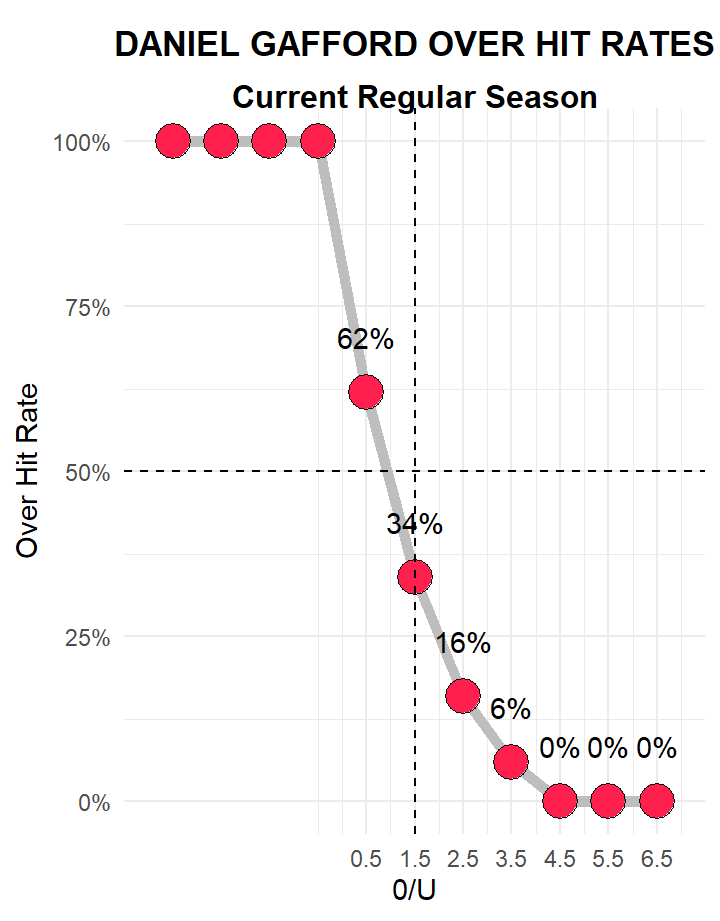 DANIEL GAFFORD OVER HIT RATES
Current Regular Season
100%
75%
50%
25%
0%
Over Hit Rate
62%
34%
16%
6%
0% 0% 0%
0.5 1.5 2.5 3.5 4.5 5.5 6.5
0/U